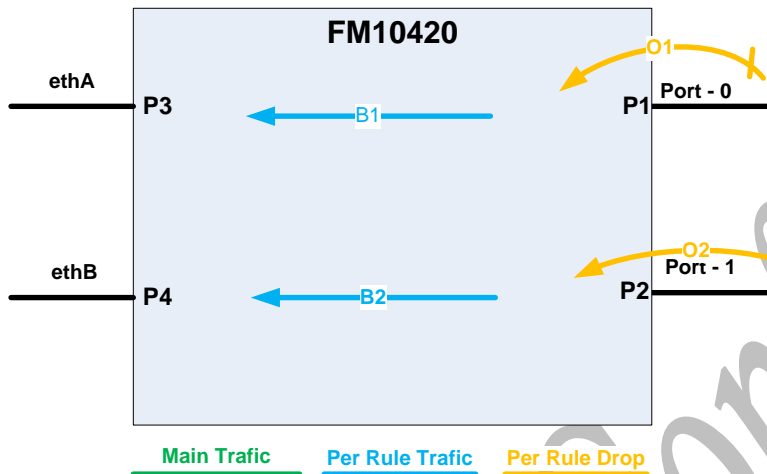 FM10420
O1
ethA
Port - 0
P3
B1
P1
O2
ethB
Port - 1
P4
B2
P2
Main Trafic
Per Rule Trafic
Per Rule Drop